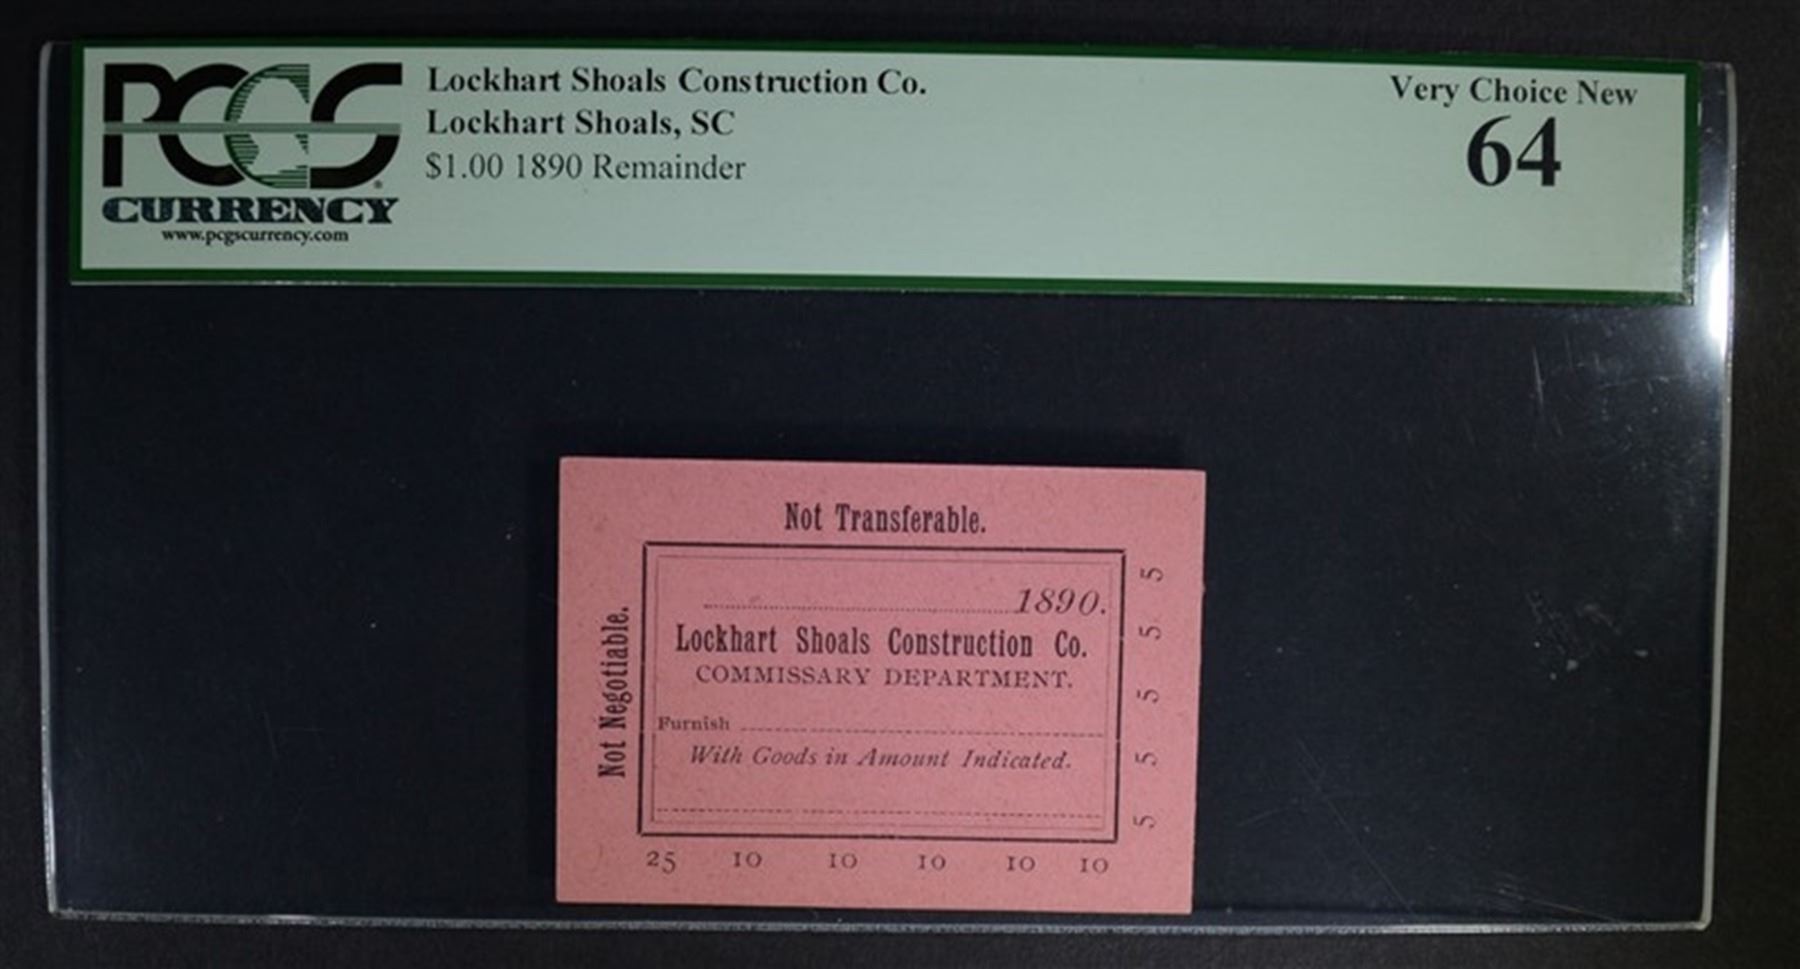 PCGS
CURRENCY
www.pcgscurrency.com
Lockhart Shoals Construction Co.
Lockhart Shoals, SC
$1.00 1890 Remainder
Very Choice New
64
Not Transferable.
Not Negotiable.
1890.
Lockhart Shoals Construction Co.
COMMISSARY DEPARTMENT.
Furnish
With Goods in Amount Indicated.
5 5 5 5 5
25 10 10 10 10 10